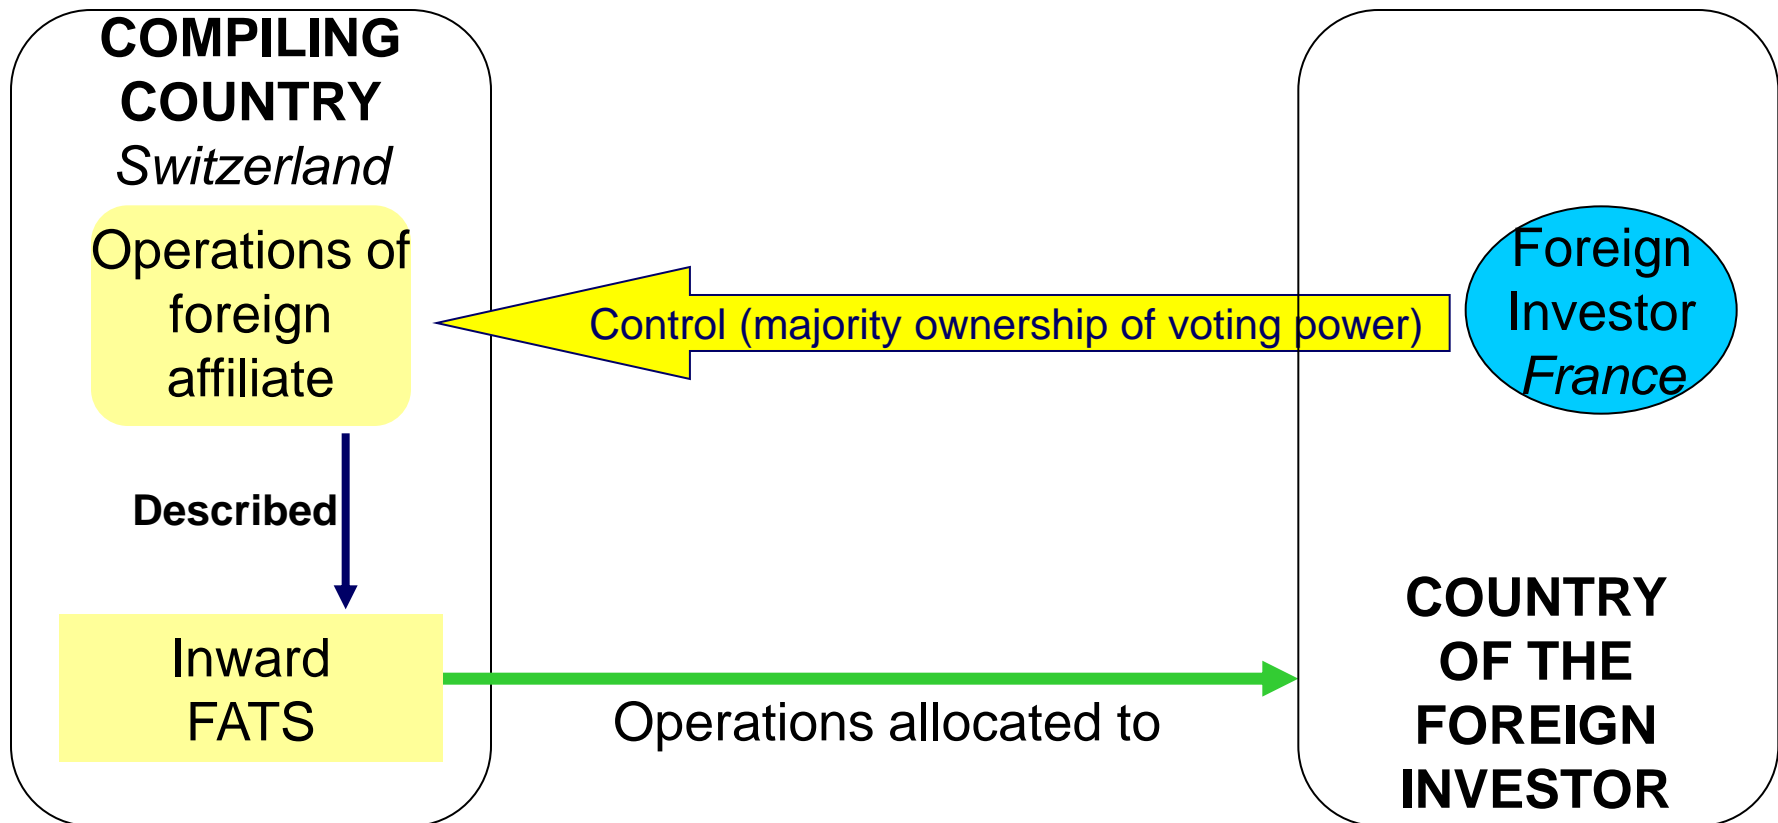 COMPILING
COUNTRY
Switzerland
Operations of
foreign
affiliate
Described
Inward
FATS
Control (majority ownership of voting power)
Operations allocated to
Foreign
Investor
France
COUNTRY
OF THE
FOREIGN
INVESTOR